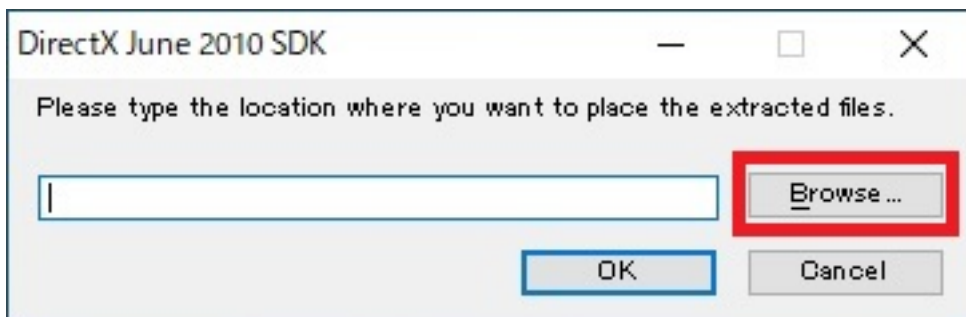 DirectX June 2010 SDK
Please type the location where you want to place the extracted files.
Browse...
OK Cancel